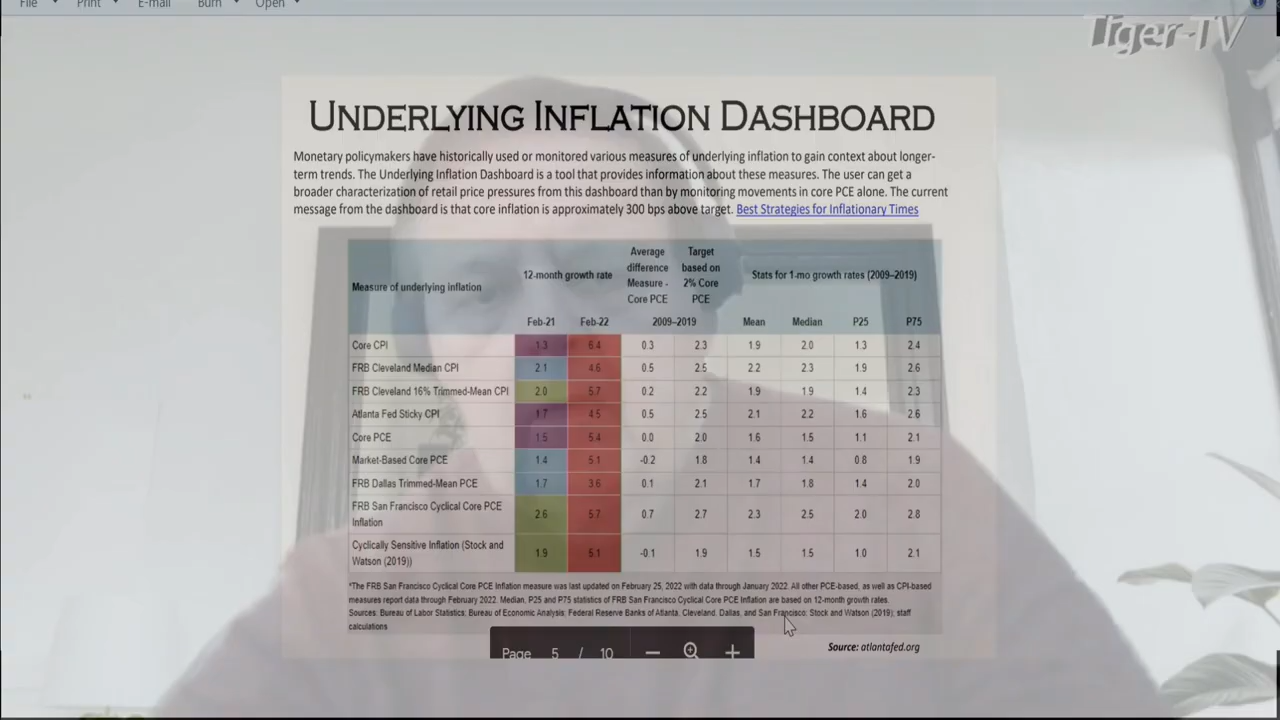 File Print E-mail Burn Open
Tiger-TV
UNDERLYING INFLATION DASHBOARD
Monetary policymakers have historically used or monitored various measures of underlying inflation to gain context about longer-
term trends. The Underlying Inflation Dashboard is a tool that provides information about these measures. The user can get a
broader characterization of retail price pressures from this dashboard than by monitoring movements in core PCE alone. The current
message from the dashboard is that core inflation is approximately 300 bps above target. Best Strategies for Inflationary Times
Measure of underlying inflation
12-month growth rate
Average
difference
Measure -
Core PCE
Target
based on
2% Core
PCE
Stats for 1-mo growth rates (2009–2019)
Feb-21 Feb-22 2009–2019 Mean Median P25 P75
Core CPI 1.3 6.4 0.3 2.3 1.9 2.0 1.3 2.4
FRB Cleveland Median CPI 2.1 4.6 0.5 2.5 2.2 2.3 1.9 2.6
FRB Cleveland 16% Trimmed-Mean CPI 2.0 5.7 0.2 2.2 1.9 1.9 1.4 2.3
Atlanta Fed Sticky CPI 1.7 4.5 0.5 2.5 2.1 2.2 1.6 2.6
Core PCE 1.5 5.4 0.0 2.0 1.6 1.5 1.1 2.1
Market-Based Core PCE 1.4 5.1 -0.2 1.8 1.4 1.4 0.8 1.9
FRB Dallas Trimmed-Mean PCE 1.7 3.6 0.1 2.1 1.7 1.8 1.4 2.0
FRB San Francisco Cyclical Core PCE
Inflation 2.6 5.7 0.7 2.7 2.3 2.5 2.0 2.8
Cyclically Sensitive Inflation (Stock and
Watson (2019)) 1.9 5.1 -0.1 1.9 1.5 1.5 1.0 2.1
*The FRB San Francisco Cyclical Core PCE Inflation measure was last updated on February 25, 2022 with data through January 2022. All other PCE-based, as well as CPI-based
measures report data through February 2022. Median, P25 and P75 statistics of FRB San Francisco Cyclical Core PCE Inflation are based on 12-month growth rates.
Sources: Bureau of Labor Statistics; Bureau of Economic Analysis; Federal Reserve Banks of Atlanta, Cleveland, Dallas, and San Francisco; Stock and Watson (2019); staff
calculations
Page 5 / 10
Source: atlantafed.org